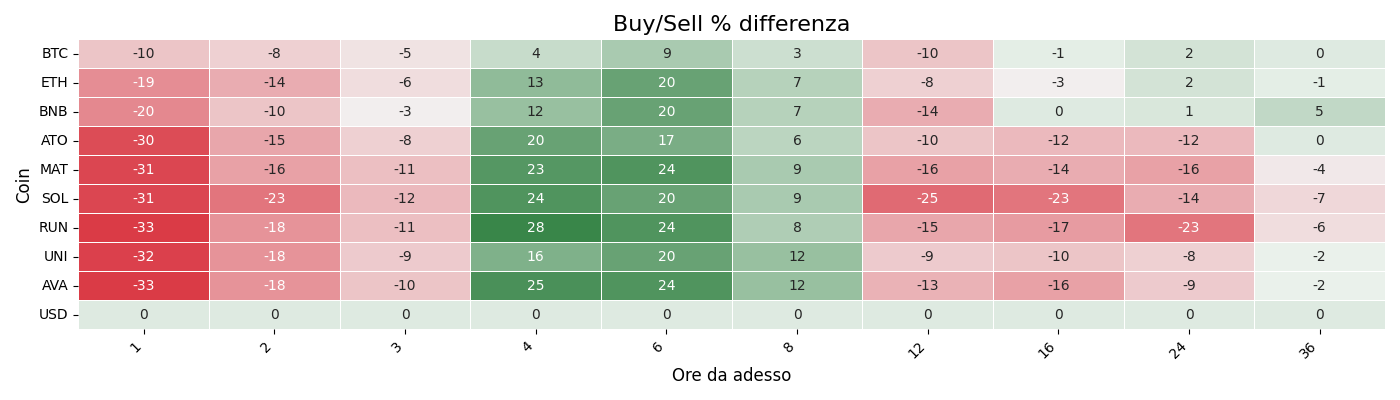 Buy/Sell % differenza
Coin
BTC -10 -8 -5 4 9 3 -10 -1 2 0
ETH -19 -14 -6 13 20 7 -8 -3 2 -1
BNB -20 -10 -3 12 20 7 -14 0 1 5
ATO -30 -15 -8 20 17 6 -10 -12 -12 0
MAT -31 -16 -11 23 24 9 -16 -14 -16 -4
SOL -31 -23 -12 24 20 9 -25 -23 -14 -7
RUN -33 -18 -11 28 24 8 -15 -17 -23 -6
UNI -32 -18 -9 16 20 12 -9 -10 -8 -2
AVA -33 -18 -10 25 24 12 -13 -16 -9 -2
USD 0 0 0 0 0 0 0 0 0 0
1 2 3 4 6 8 12 16 24 36
Ore da adesso